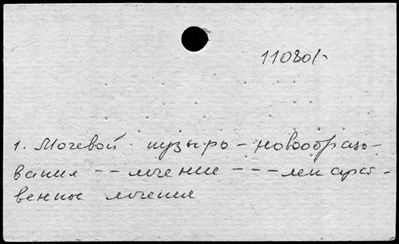 11080/-
1. Мочевой пузырь - новообразо-
вания -- лечение --- лекарст-
венное лечение